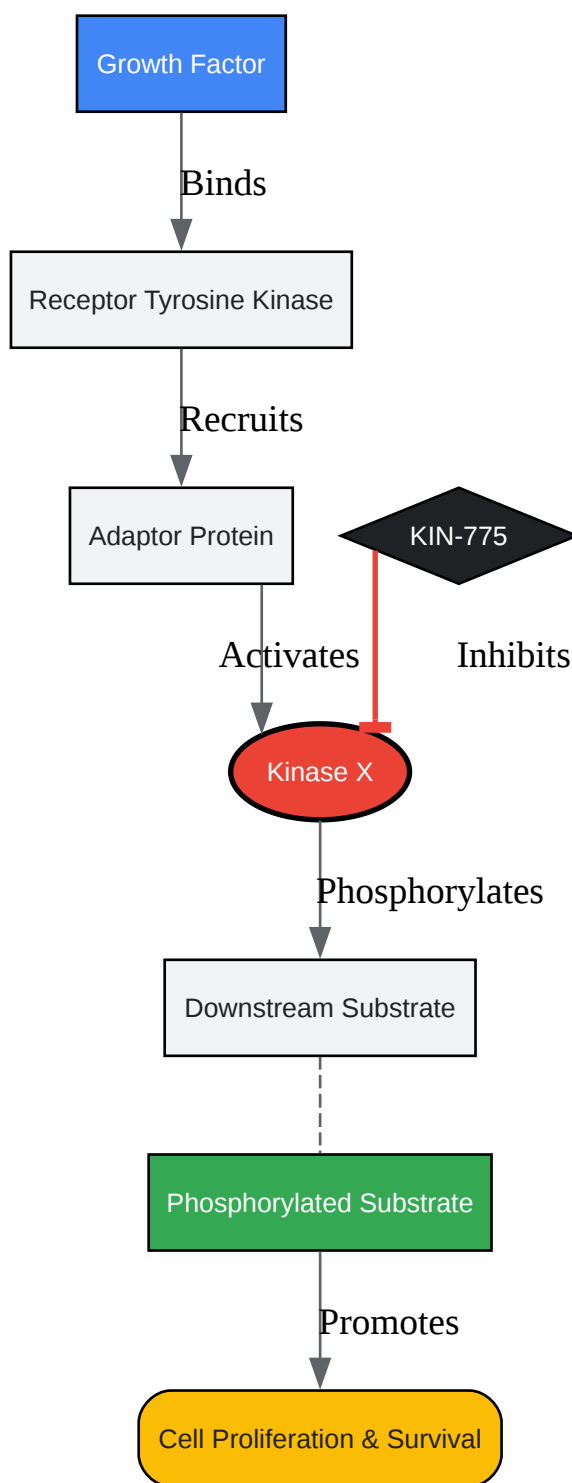 Growth Factor
Binds
Receptor Tyrosine Kinase
Recruits
Adaptor Protein
KIN-775
Activates
Inhibits
Kinase X
Phosphorylates
Downstream Substrate
Phosphorylated Substrate
Promotes
Cell Proliferation & Survival